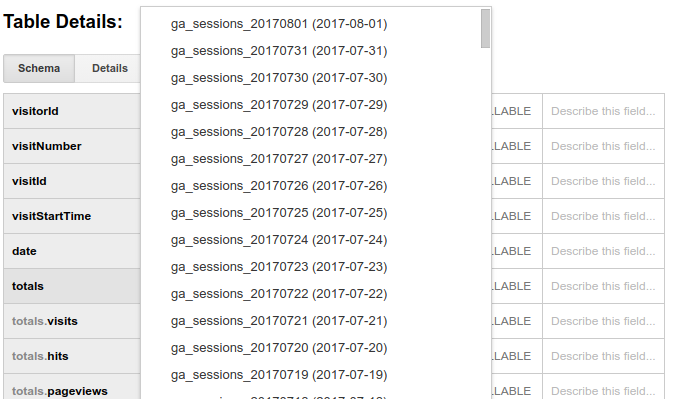 Table Details:
Schema Details
ga_sessions_20170801 (2017-08-01)
ga_sessions_20170731 (2017-07-31)
ga_sessions_20170730 (2017-07-30)
ga_sessions_20170729 (2017-07-29)
ga_sessions_20170728 (2017-07-28)
ga_sessions_20170727 (2017-07-27)
ga_sessions_20170726 (2017-07-26)
ga_sessions_20170725 (2017-07-25)
ga_sessions_20170724 (2017-07-24)
ga_sessions_20170723 (2017-07-23)
ga_sessions_20170722 (2017-07-22)
ga_sessions_20170721 (2017-07-21)
ga_sessions_20170720 (2017-07-20)
ga_sessions_20170719 (2017-07-19)
visitorId LLABLE Describe this field...
visitNumber LLABLE Describe this field...
visitId LLABLE Describe this field...
visitStartTime LLABLE Describe this field...
date LLABLE Describe this field...
totals LLABLE Describe this field...
totals.visits LLABLE Describe this field...
totals.hits LLABLE Describe this field...
totals.pageviews LLABLE Describe this field...